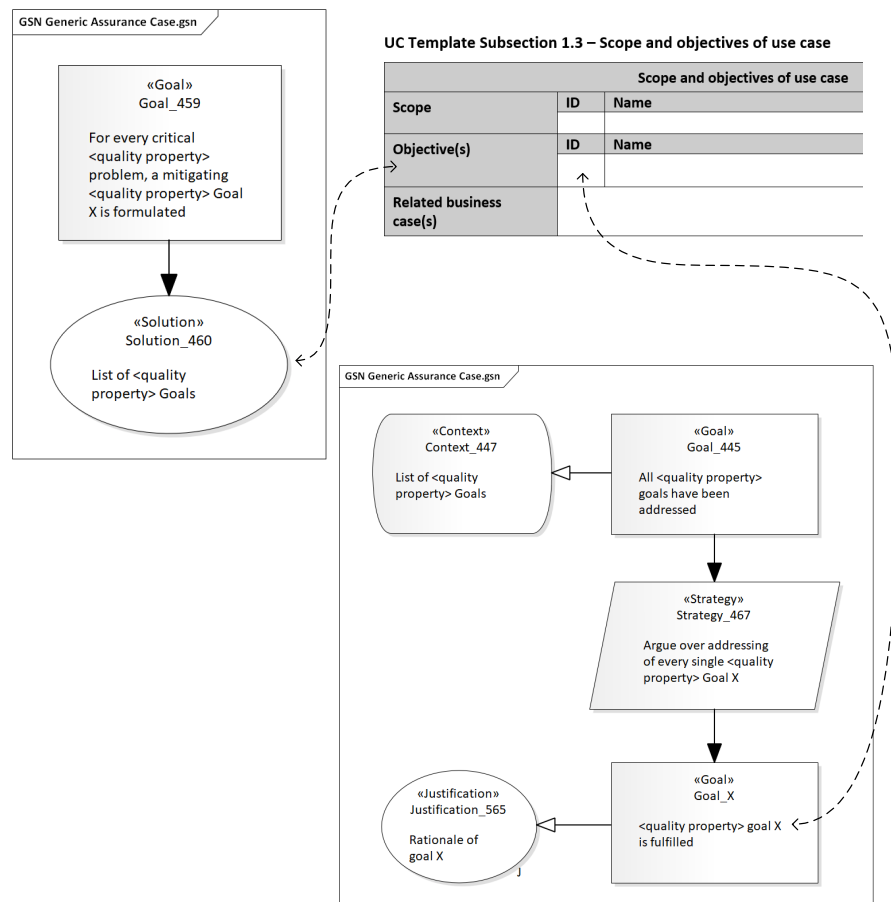 GSN Generic Assurance Case.gsn
«Goal»
Goal_459
For every critical
<quality property>
problem, a mitigating
<quality property> Goal
X is formulated
«Solution»
Solution_460
List of <quality
property> Goals
UC Template Subsection 1.3 – Scope and objectives of use case
Scope and objectives of use case
Scope
ID
Name
Objective(s)
ID
Name
Related business
case(s)
GSN Generic Assurance Case.gsn
«Context»
Context_447
List of <quality
property> Goals
«Goal»
Goal_445
All <quality property>
goals have been
addressed
«Strategy»
Strategy_467
Argue over addressing
of every single <quality
property> Goal X
«Goal»
Goal_X
<quality property> goal X
is fulfilled
«Justification»
Justification_565
Rationale of
goal X
J